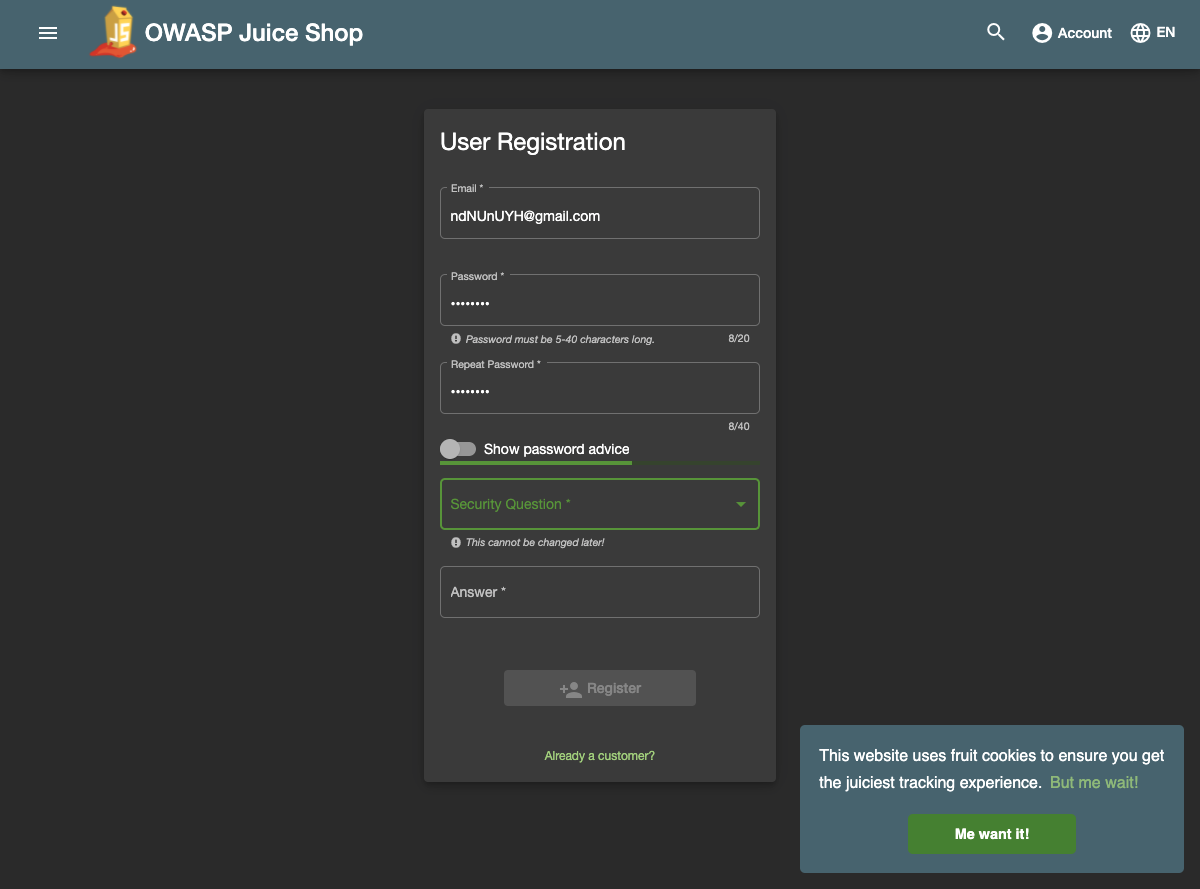 OWASP Juice Shop
Account
EN
User Registration
Email *
ndNUnUYH@gmail.com
Password *
••••••••
Password must be 5-40 characters long.
8/20
Repeat Password *
••••••••
8/40
Show password advice
Security Question *
This cannot be changed later!
Answer *
Register
Already a customer?
This website uses fruit cookies to ensure you get
the juiciest tracking experience. But me wait!
Me want it!